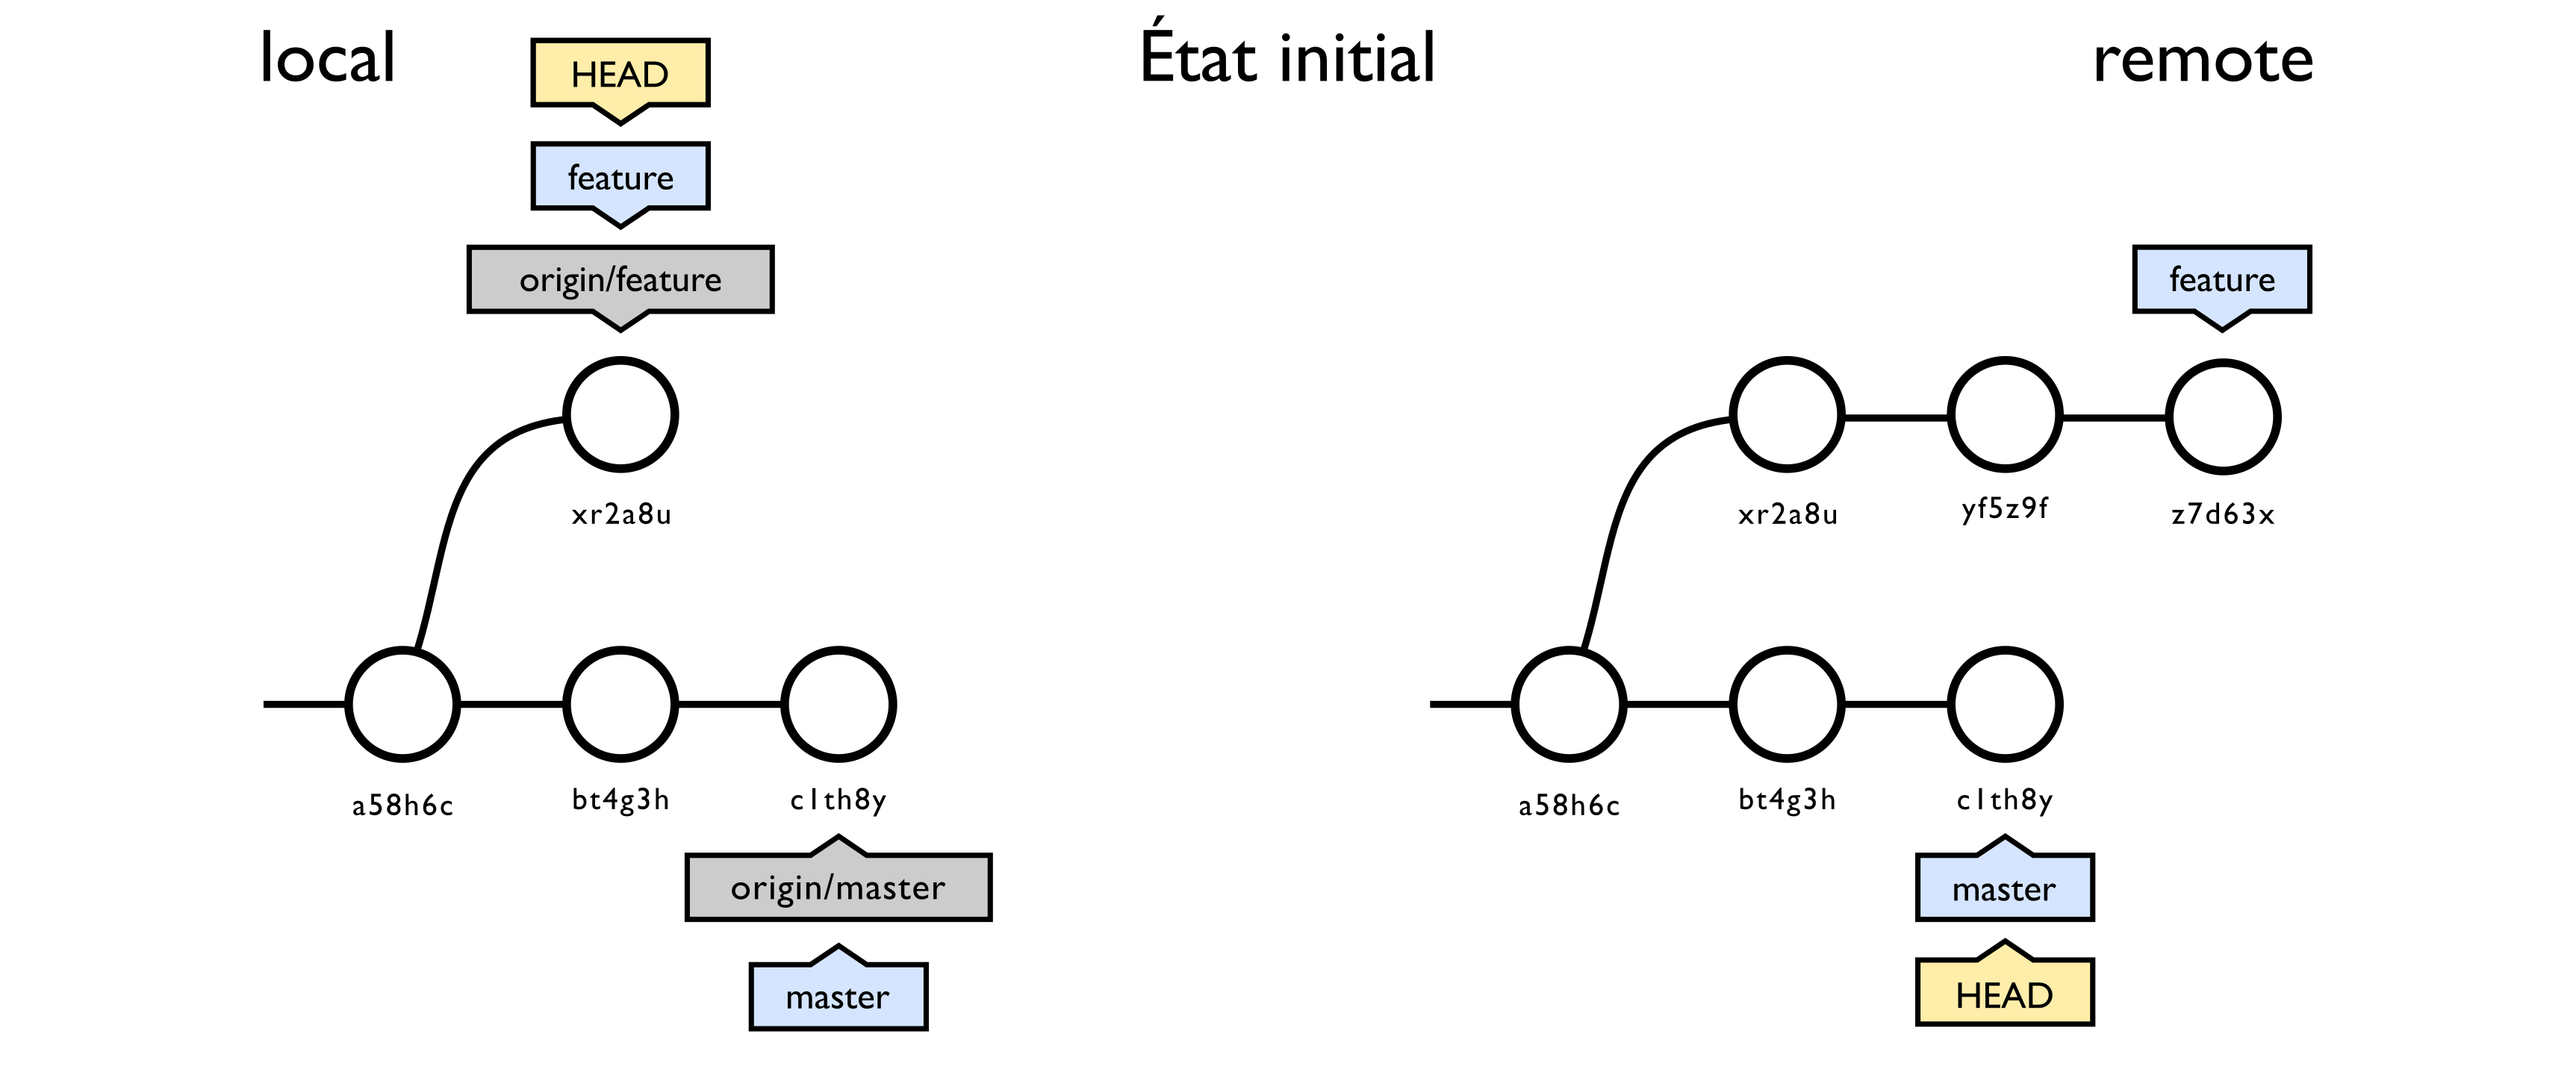 local
État initial
remote
HEAD
feature
origin/feature
feature
xr2a8u
xr2a8u
yf5z9f
z7d63x
a58h6c
bt4g3h
c1th8y
a58h6c
bt4g3h
c1th8y
origin/master
master
master
HEAD